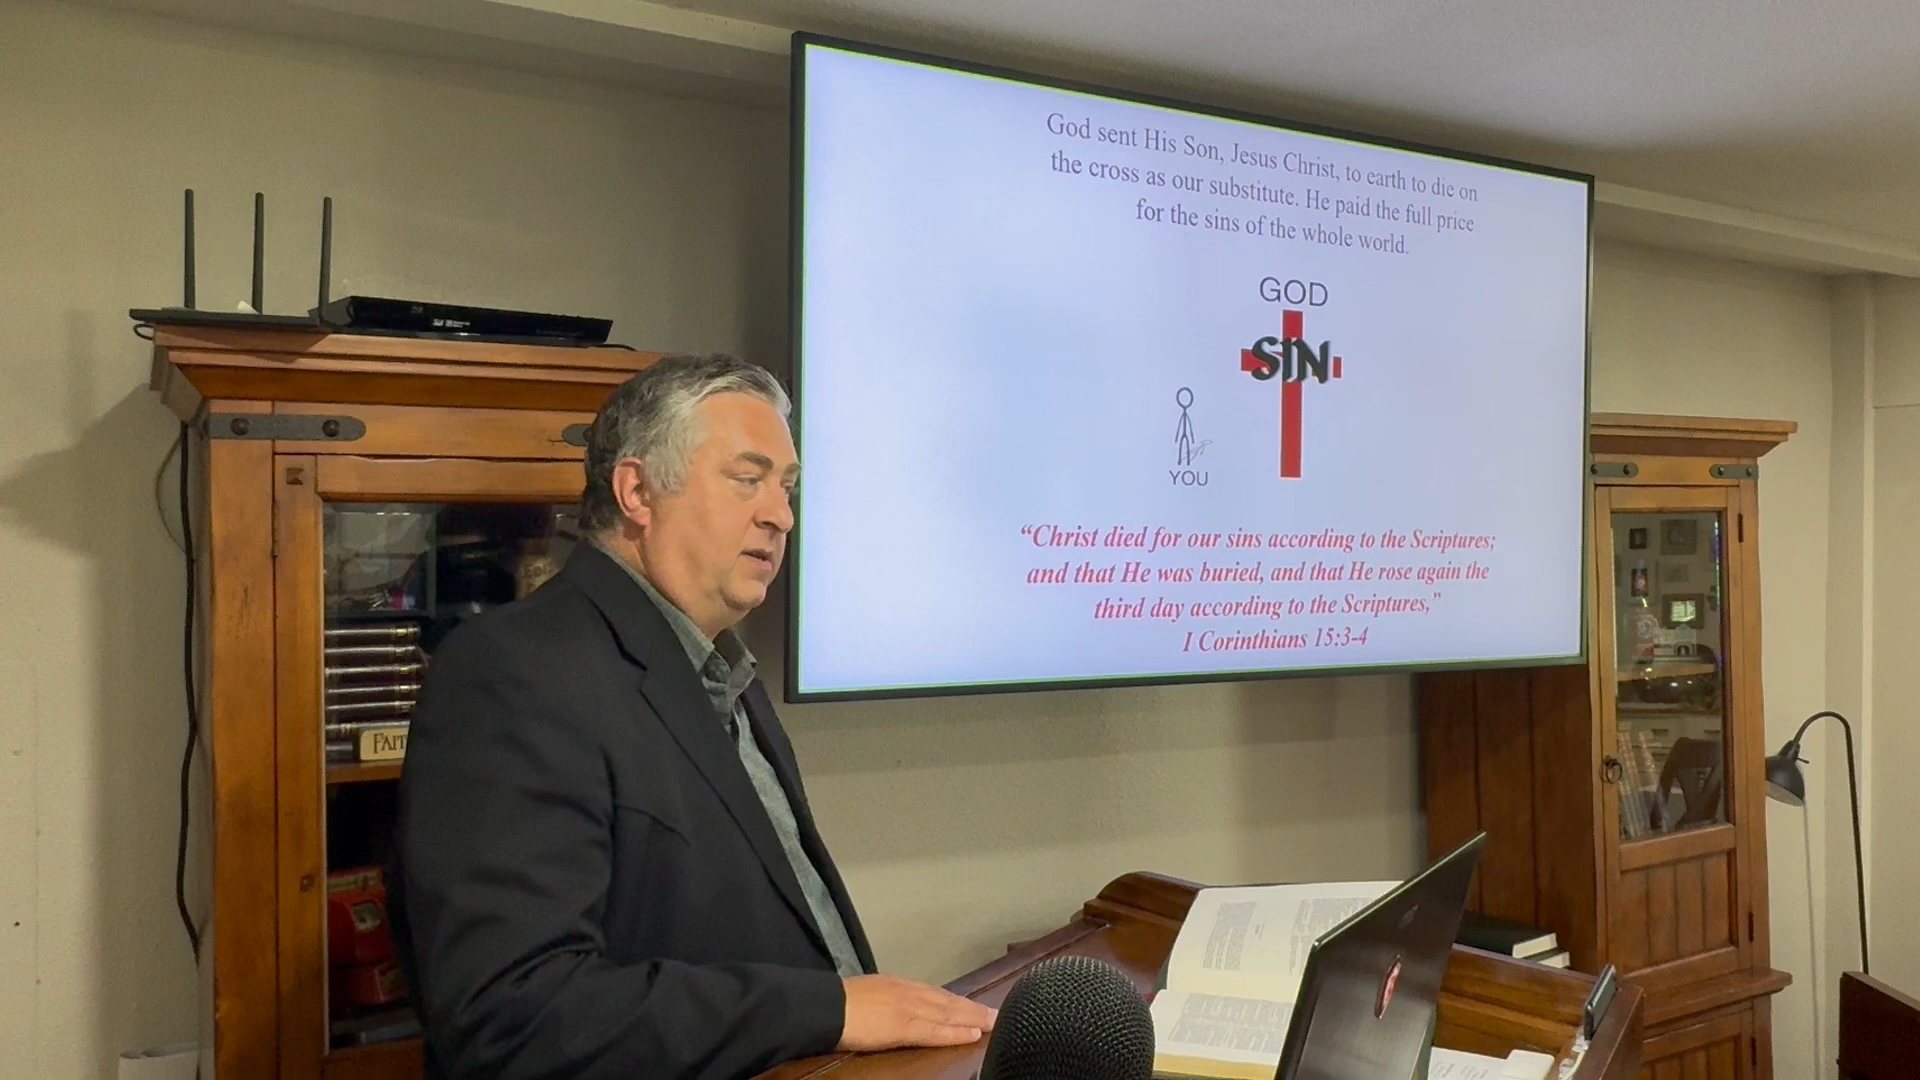 God sent His Son, Jesus Christ, to earth to die on
the cross as our substitute. He paid the full price
for the sins of the whole world.
GOD
SIN
YOU
“Christ died for our sins according to the Scriptures;
and that He was buried, and that He rose again the
third day according to the Scriptures,”
I Corinthians 15:3-4
FAIT